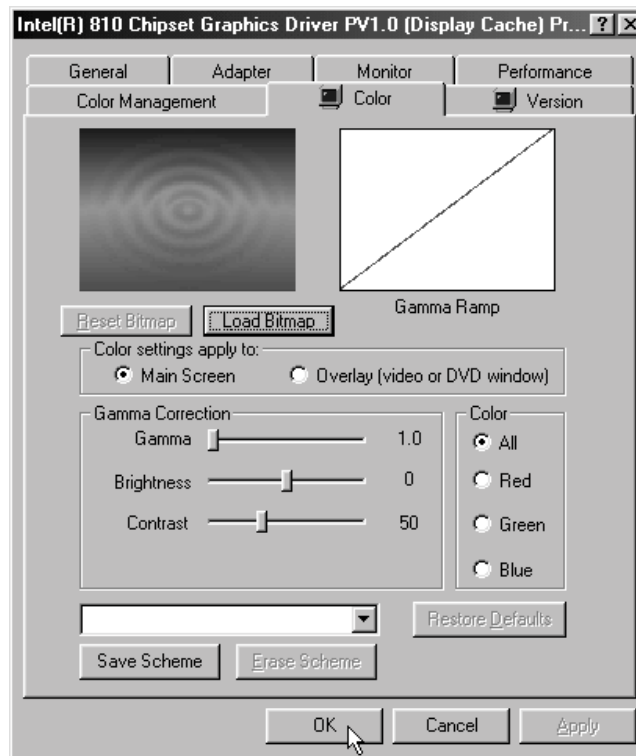 Intel(R) 810 Chipset Graphics Driver PV1.0 (Display Cache) Pr...
General Adapter Monitor Performance
Color Management Color Version
Gamma Ramp
Reset Bitmap Load Bitmap
Color settings apply to:
Main Screen Overlay (video or DVD window)
Gamma Correction Color
Gamma 1.0 All
Brightness 0 Red
Contrast 50 Green
Blue
Restore Defaults
Save Scheme Erase Scheme
OK Cancel Apply